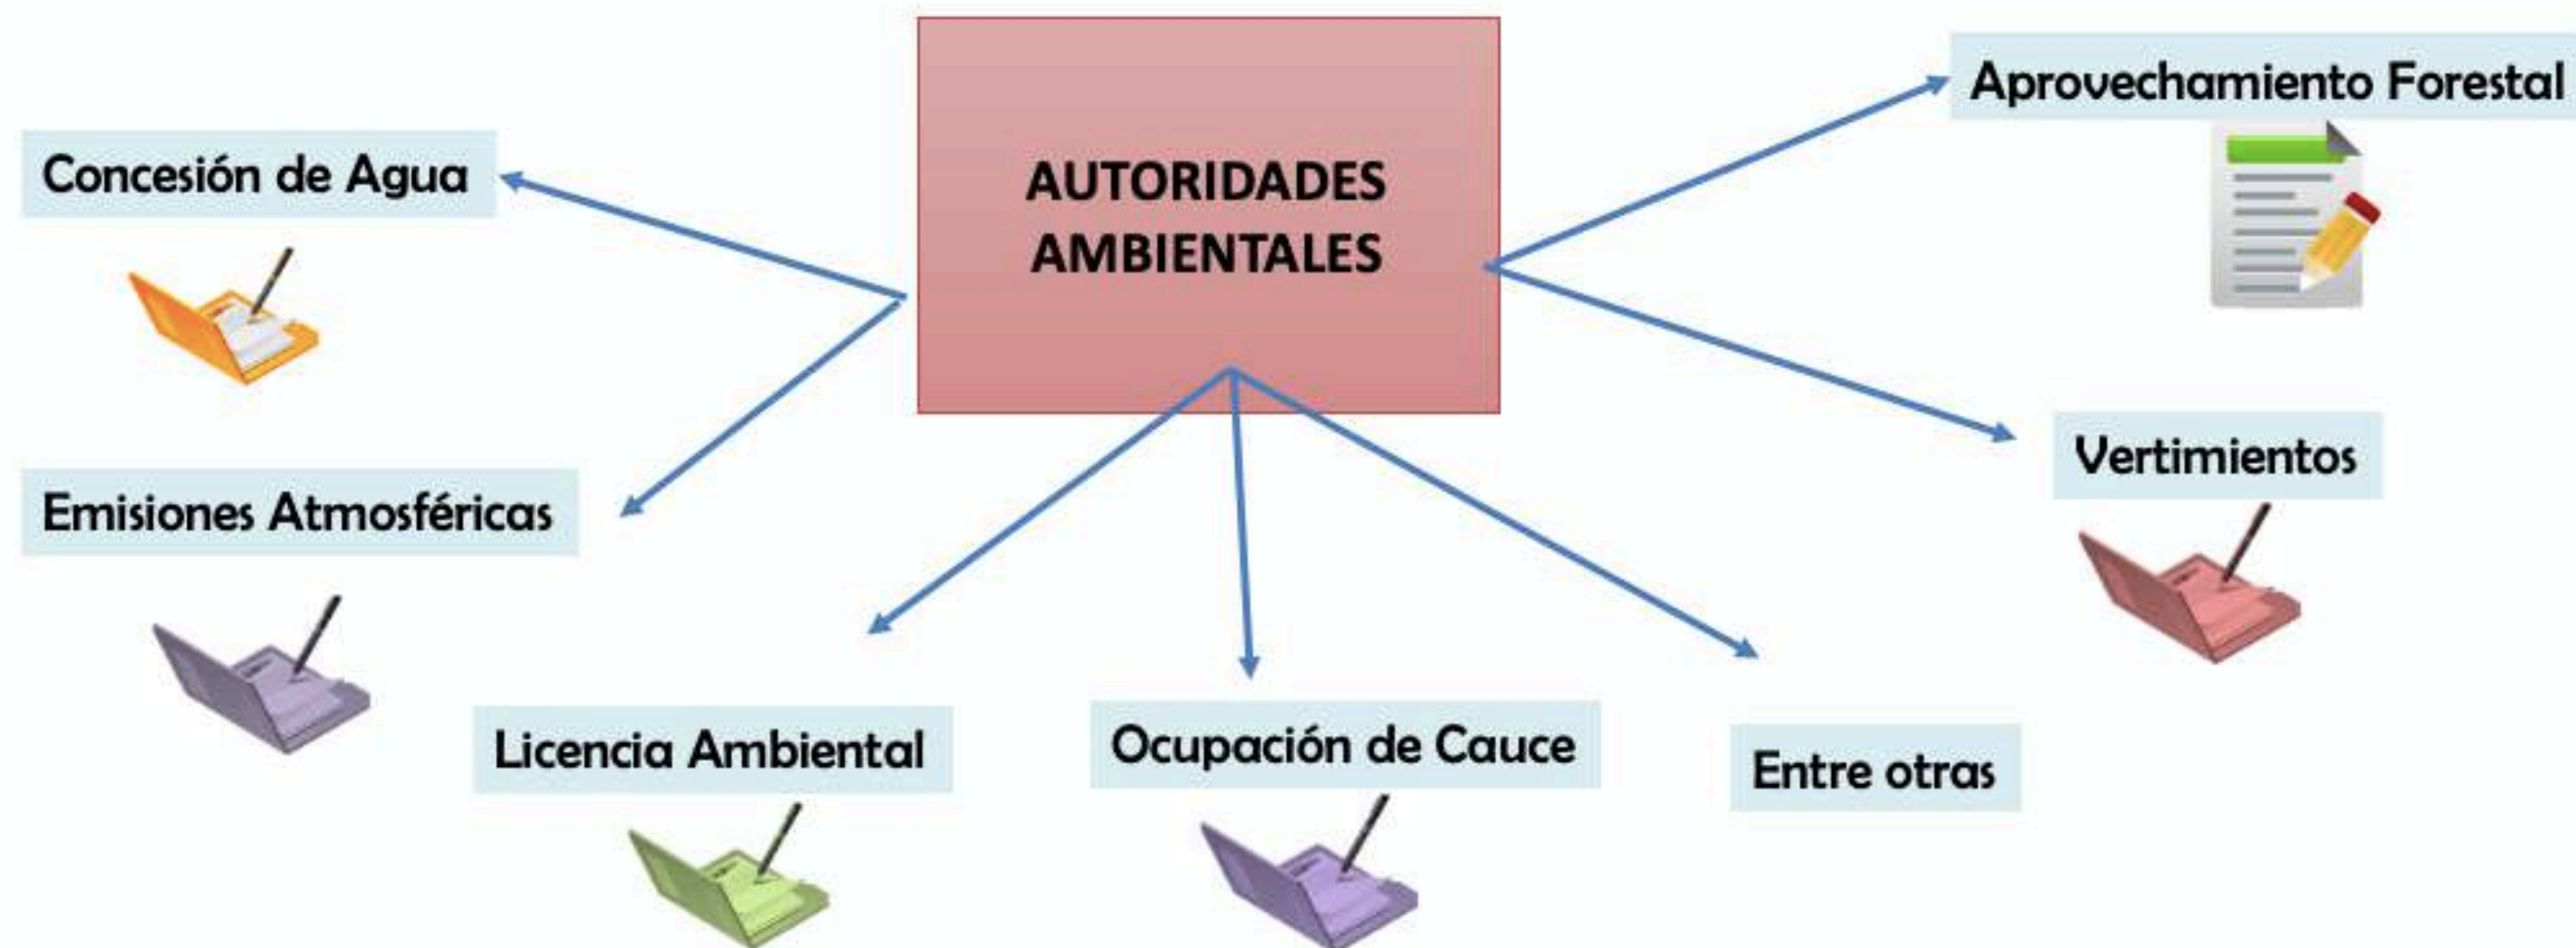 AUTORIDADES
AMBIENTALES
Aprovechamiento Forestal
Concesión de Agua
Vertimientos
Emisiones Atmosféricas
Licencia Ambiental
Ocupación de Cauce
Entre otras